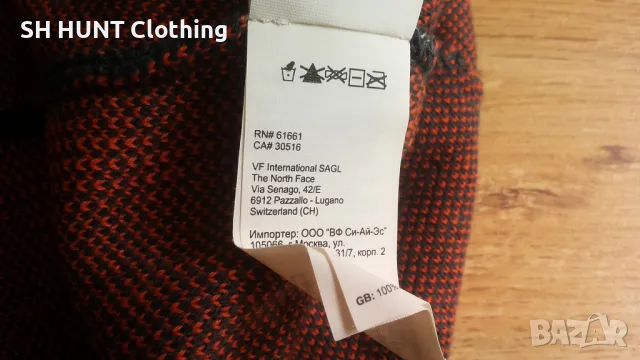 SH HUNT Clothing
RN# 61661
CA# 30516
VF International SAGL
The North Face
Via Senago, 42/E
6912 Pazzallo - Lugano
Switzerland (CH)
Импортер: ООО "ВФ Си-Ай-Эс"
105066, г. Москва, ул.
31/7, корп. 2
GB: 100%
BAZAR